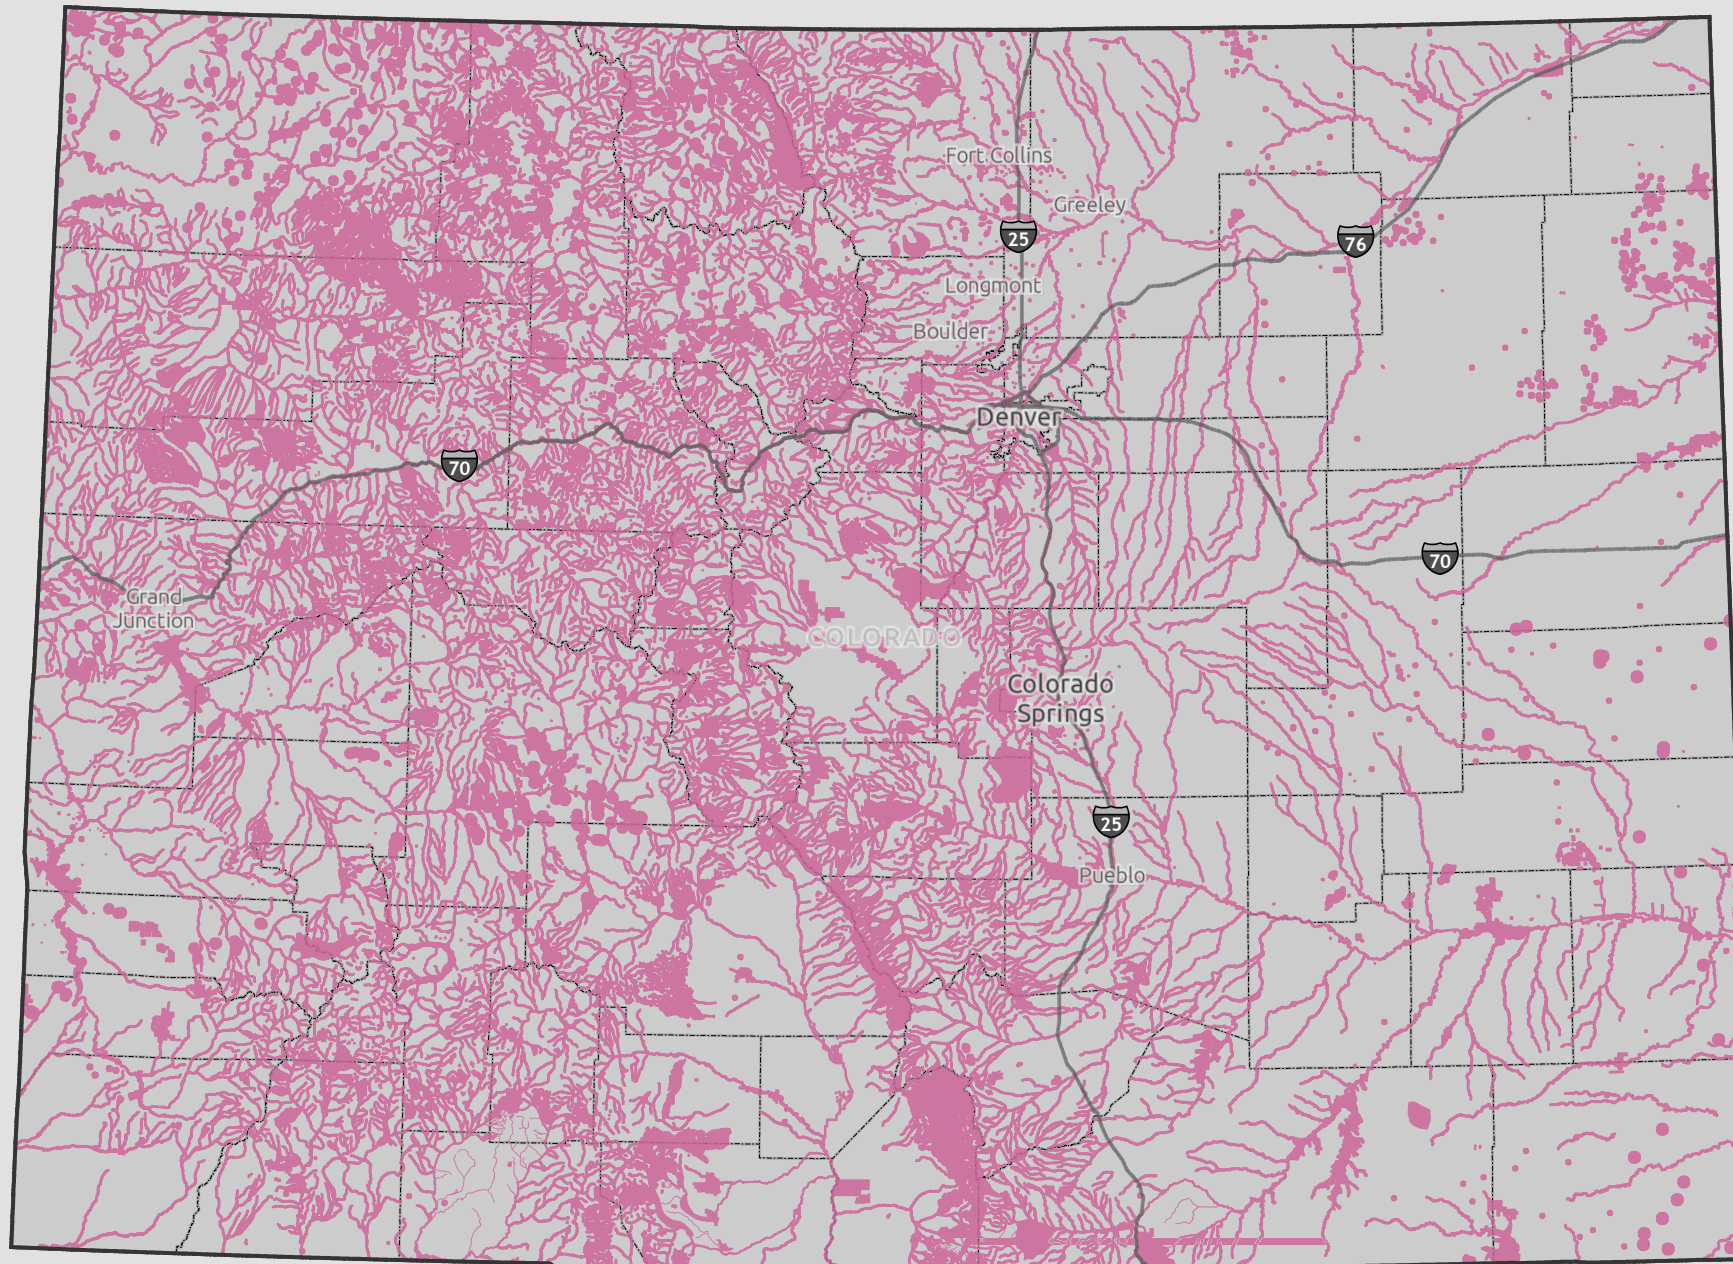 Fort Collins
Greeley
25
76
Longmont
Boulder
Denver
70
70
Grand
Junction
COLORADO
Colorado
Springs
25
Pueblo